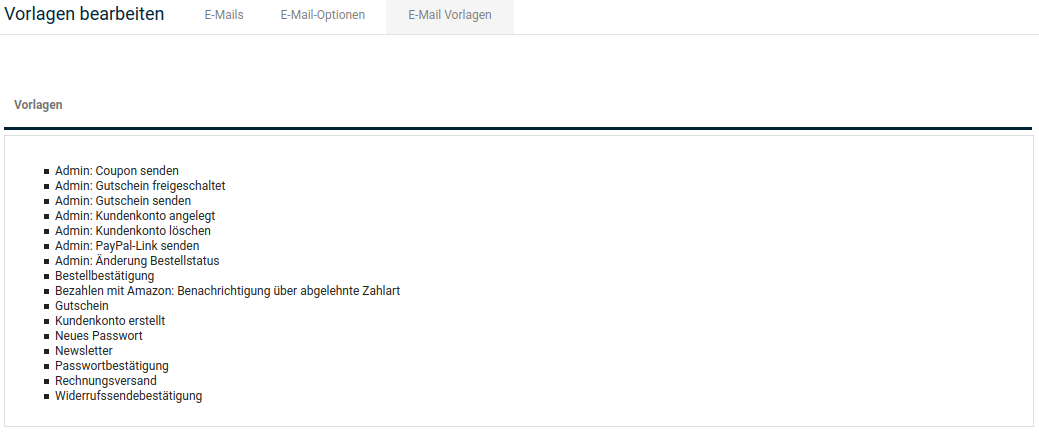 Vorlagen bearbeiten E-Mails E-Mail-Optionen E-Mail Vorlagen
Vorlagen
Admin: Coupon senden
Admin: Gutschein freigeschaltet
Admin: Gutschein senden
Admin: Kundenkonto angelegt
Admin: Kundenkonto löschen
Admin: PayPal-Link senden
Admin: Änderung Bestellstatus
Bestellbestätigung
Bezahlen mit Amazon: Benachrichtigung über abgelehnte Zahlart
Gutschein
Kundenkonto erstellt
Neues Passwort
Newsletter
Passwortbestätigung
Rechnungsversand
Widerrufssendebestätigung